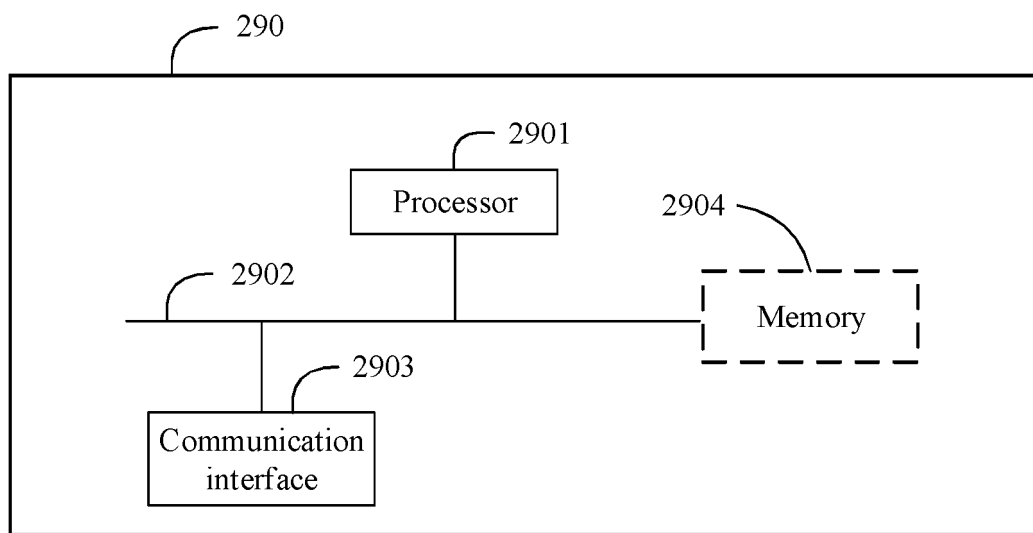 290
2901
Processor
2904
2902
Memory
2903
Communication
interface